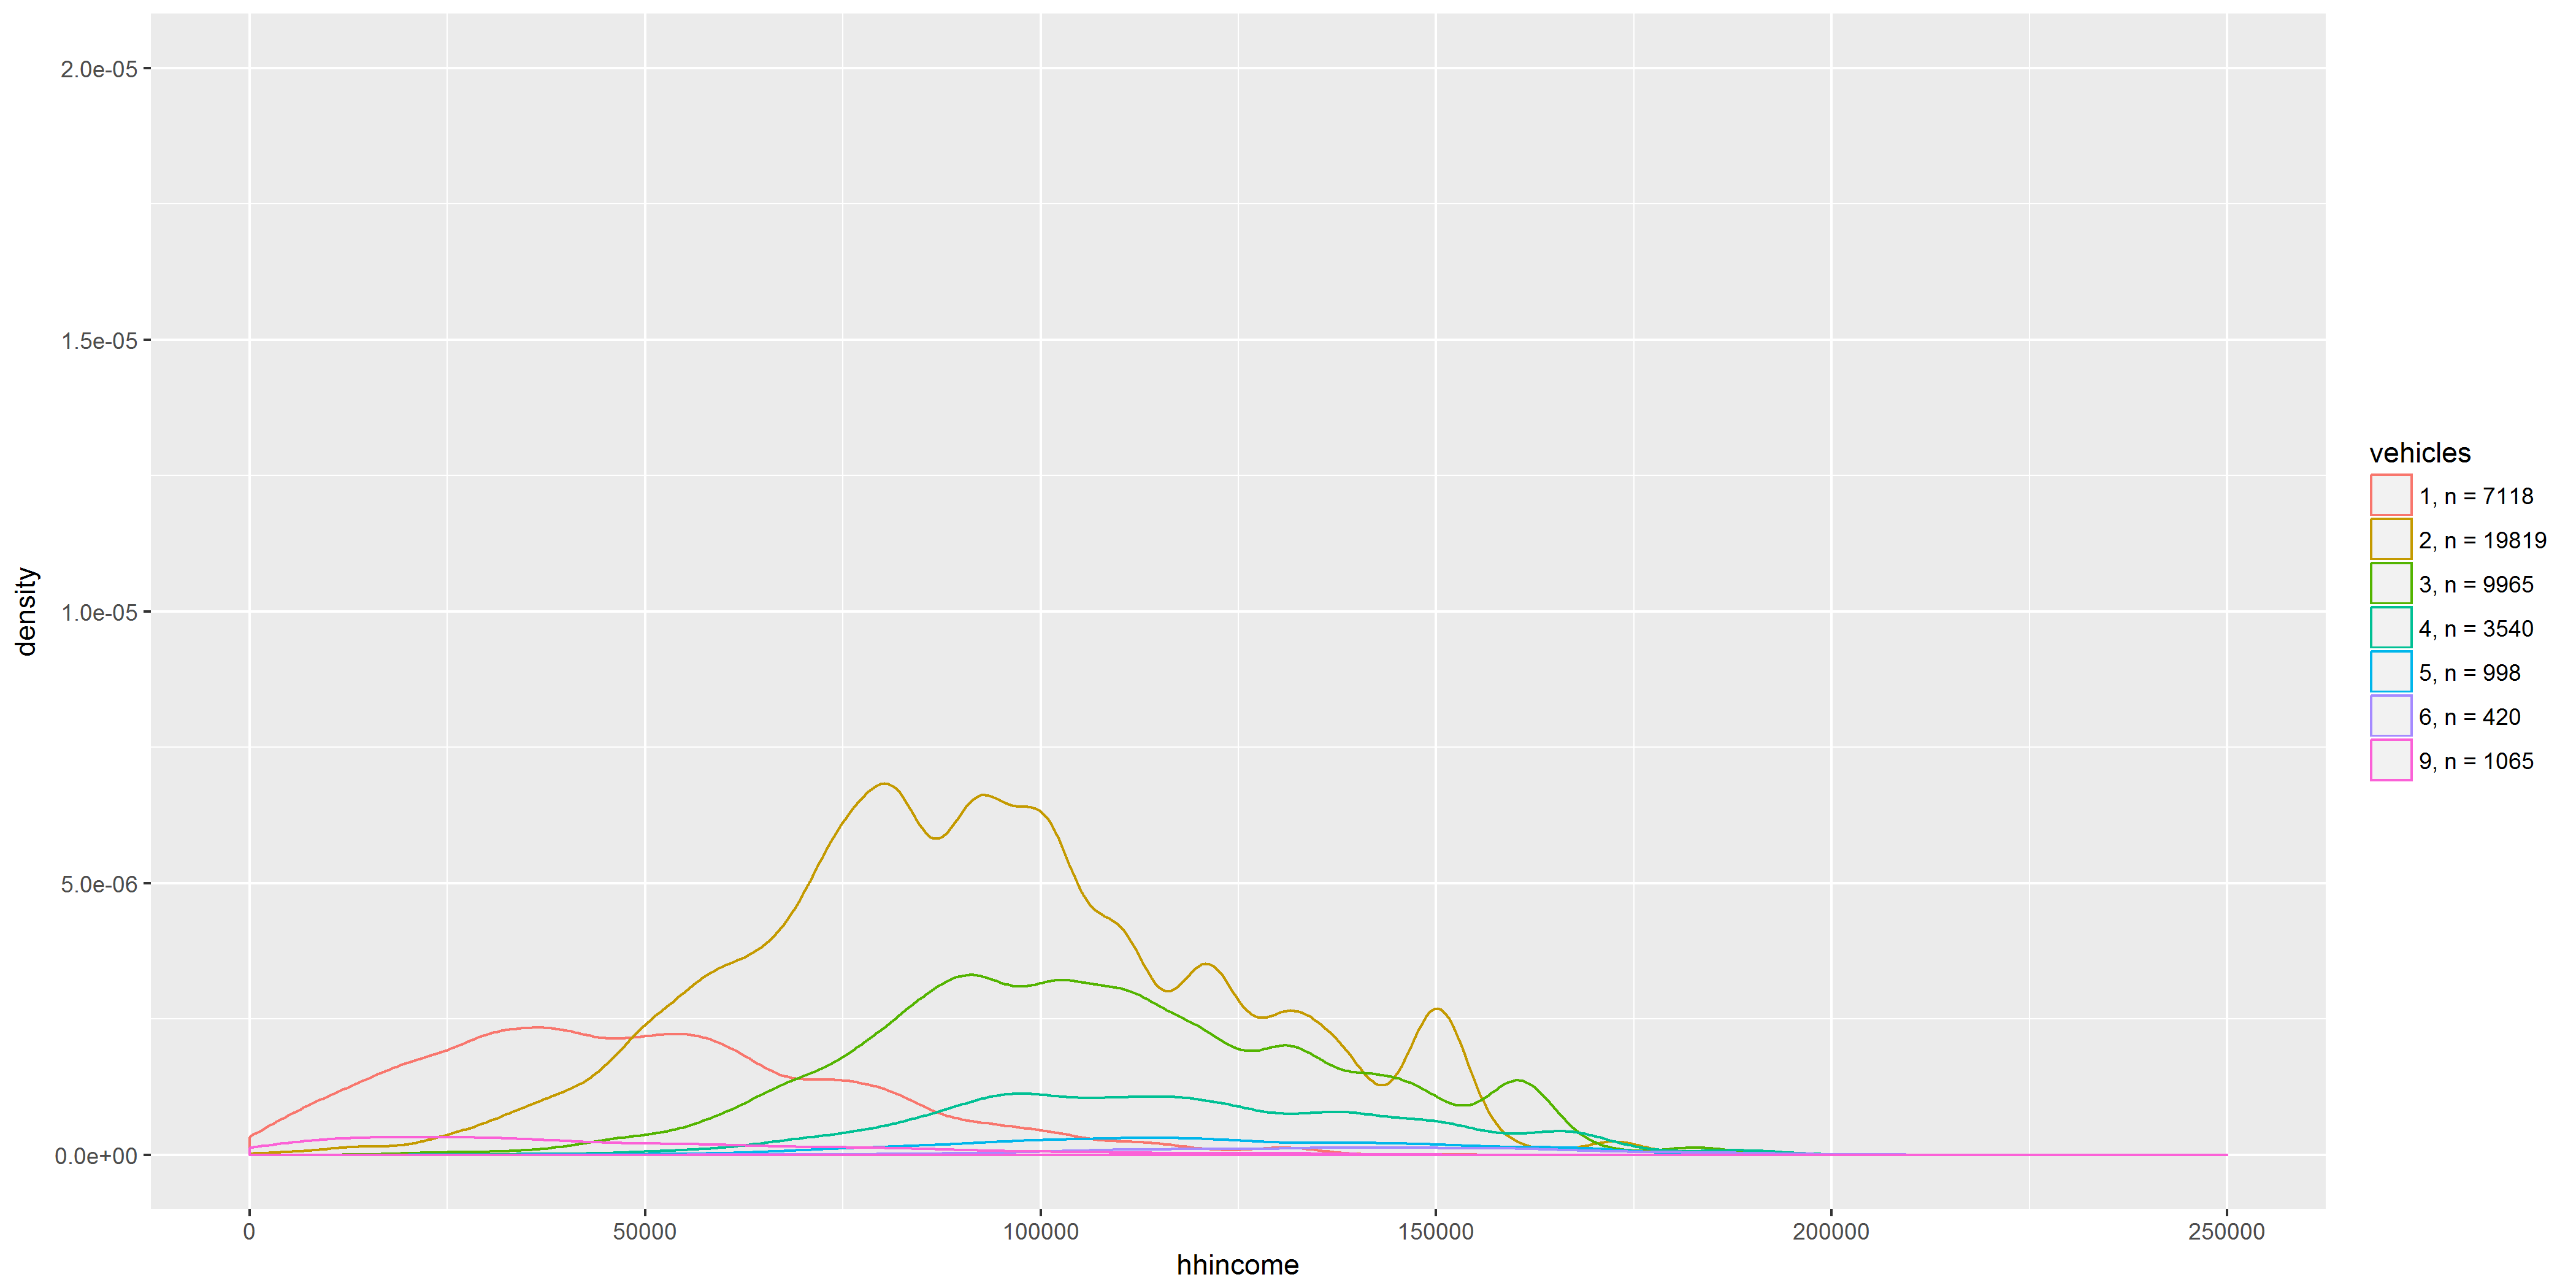 2.0e-05
1.5e-05
1.0e-05
5.0e-06
0.0e+00
density
0 50000 100000 150000 200000 250000
hhincome
vehicles
1, n = 7118
2, n = 19819
3, n = 9965
4, n = 3540
5, n = 998
6, n = 420
9, n = 1065